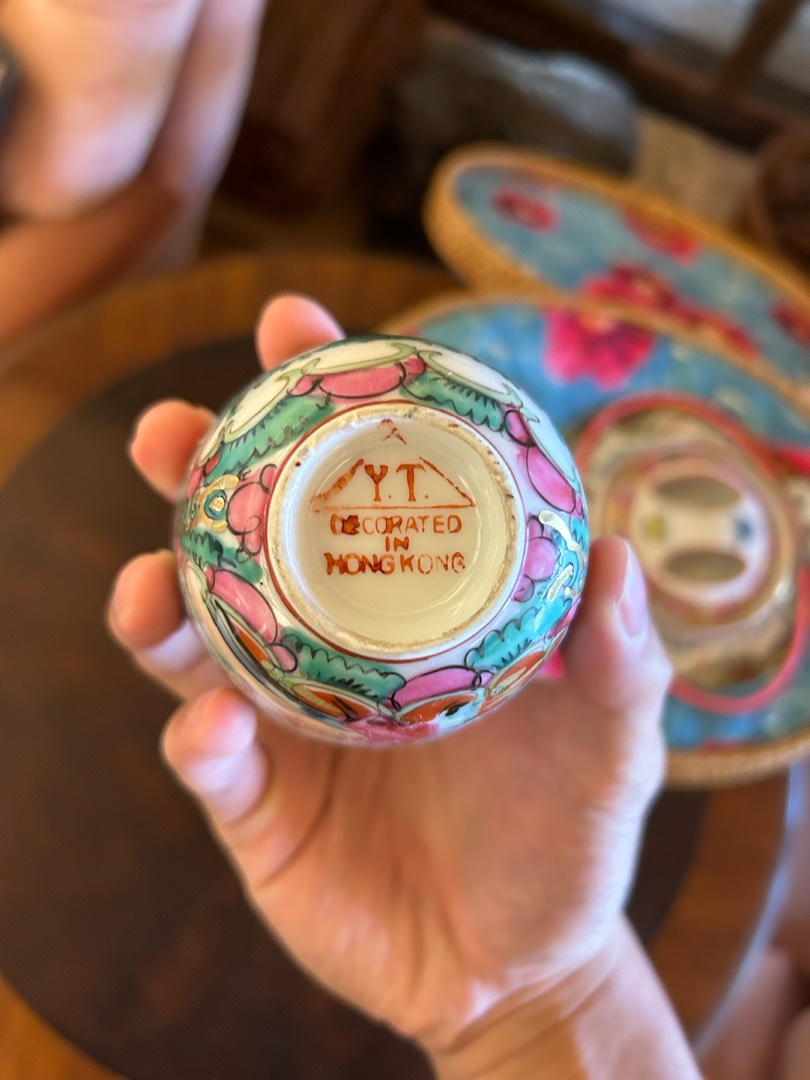 Y.T.
DECORATED
IN
HONG KONG